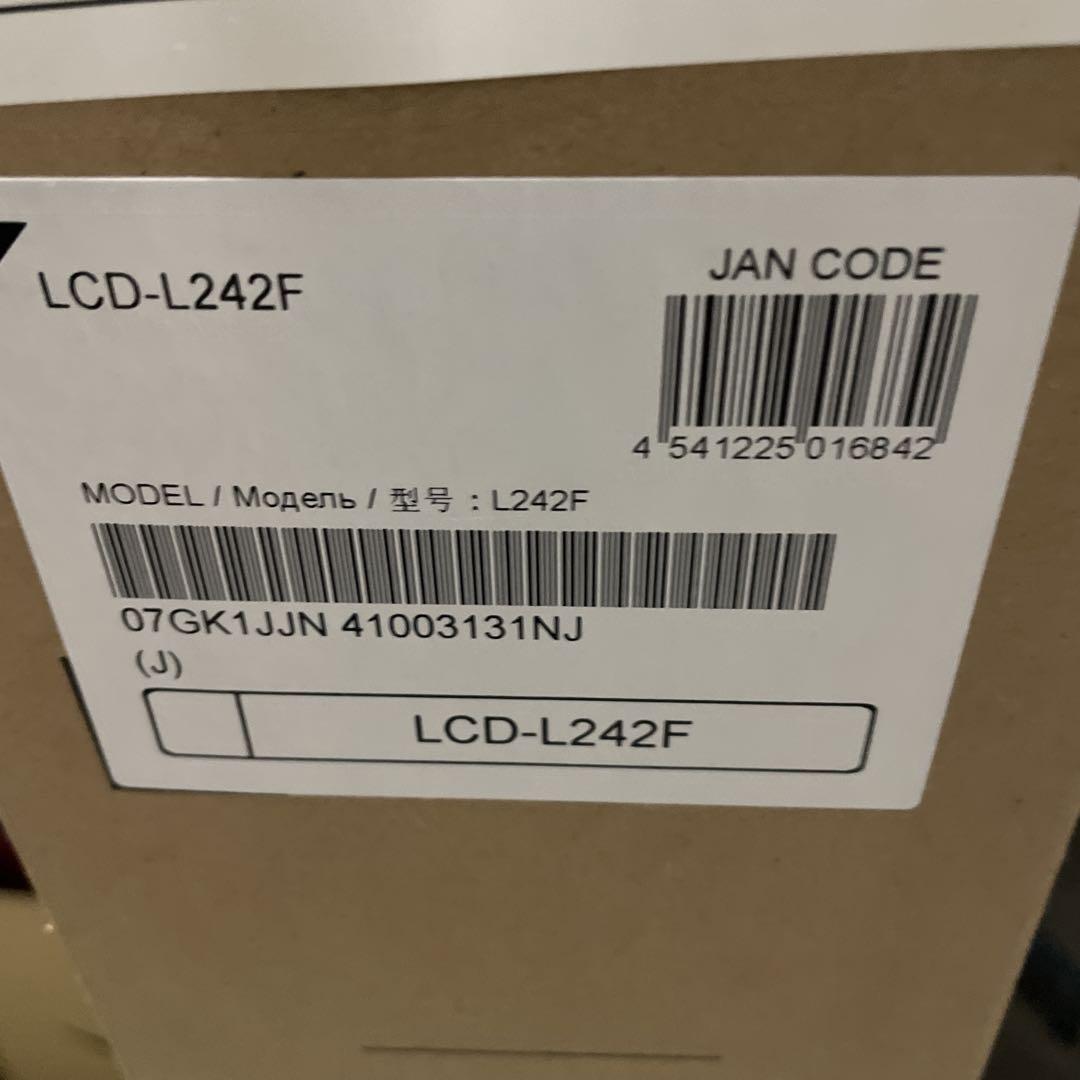 LCD-L242F
JAN CODE
4 541225 016842
MODEL / Модель / 型号 : L242F
07GK1JJN 41003131NJ
(J)
LCD-L242F